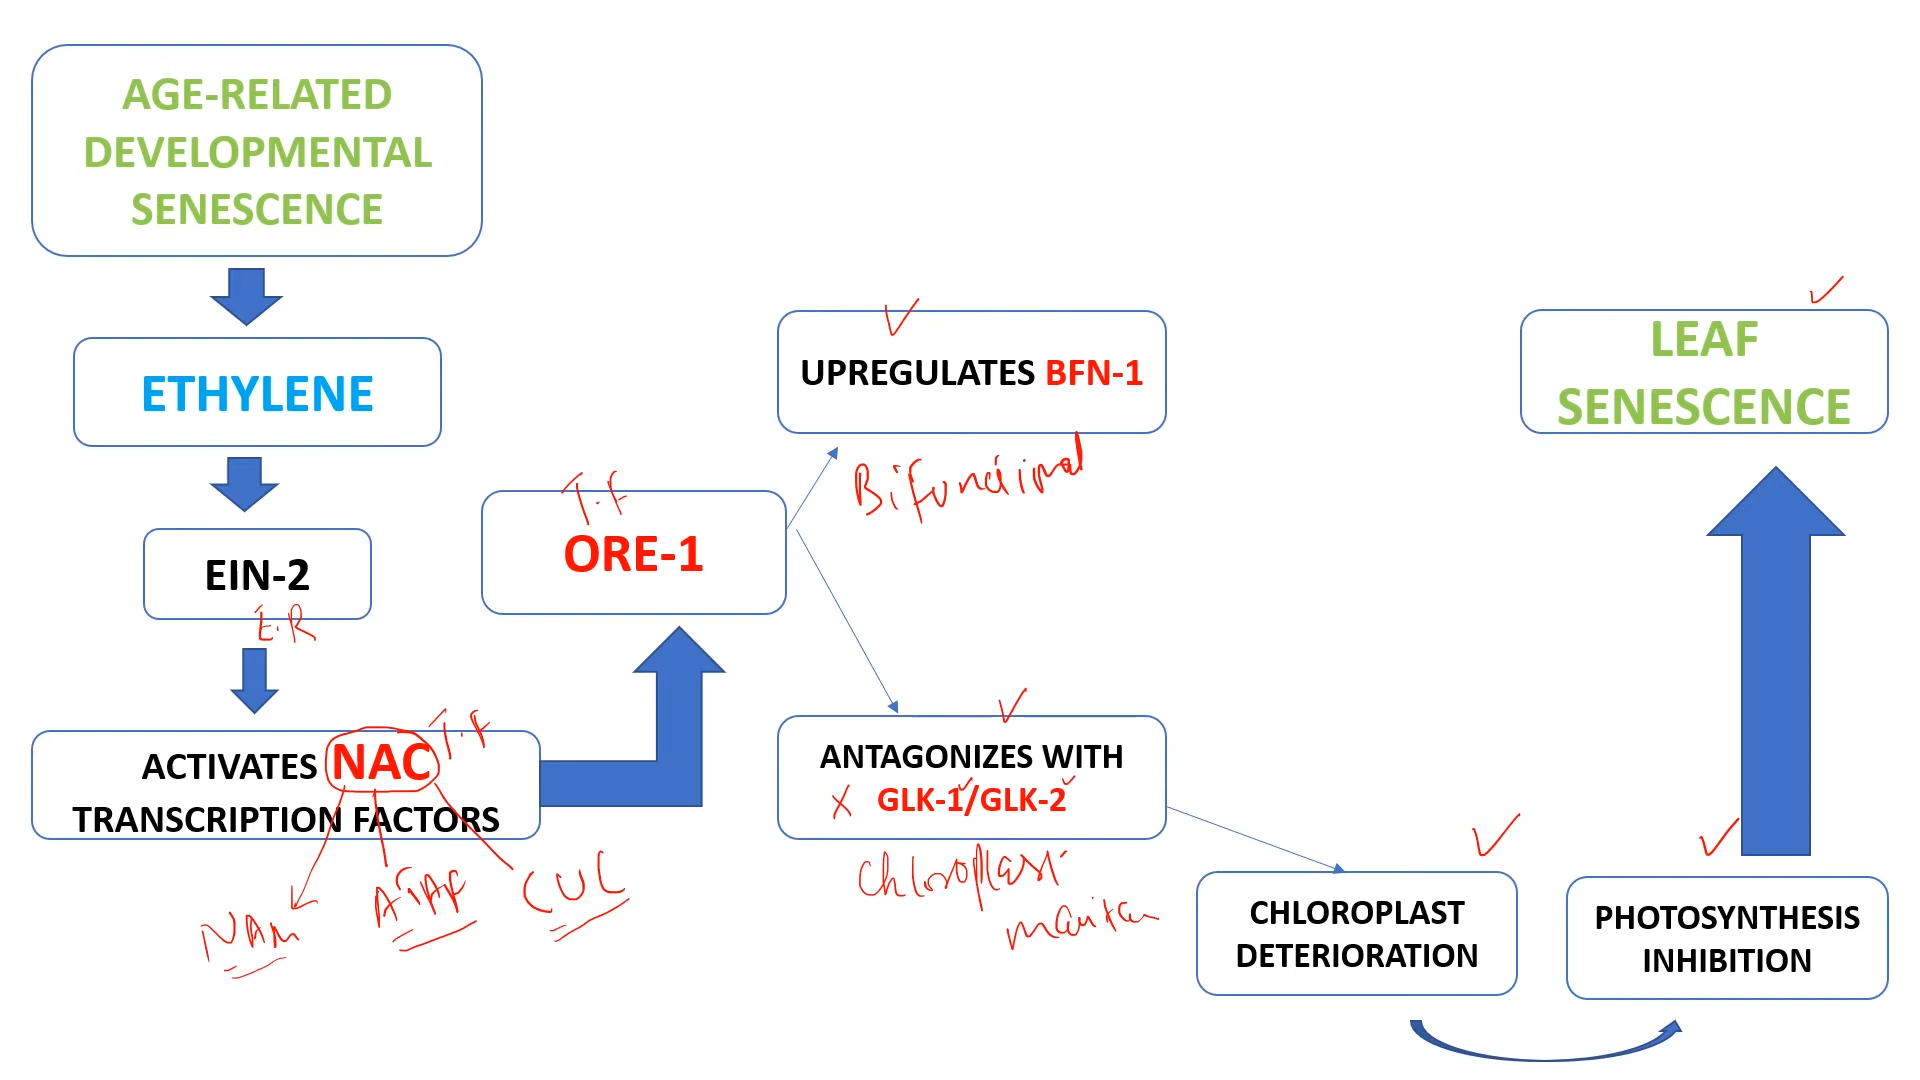 AGE-RELATED
DEVELOPMENTAL
SENESCENCE
ETHYLENE
EIN-2
E.R
ACTIVATES NAC T.F
TRANSCRIPTION FACTORS
NAM
ATAF
CUC
T.F
ORE-1
UPREGULATES BFN-1
Bifunctional
ANTAGONIZES WITH
X GLK-1/GLK-2
Chloroplast
CHLOROPLAST
DETERIORATION
PHOTOSYNTHESIS
INHIBITION
LEAF
SENESCENCE